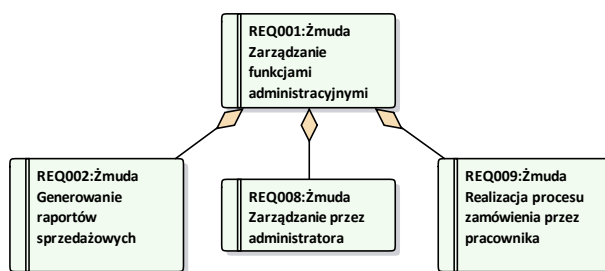 REQ001:Żmuda
Zarządzanie
funkcjami
administracyjnymi
REQ002:Żmuda
Generowanie
raportów
sprzedażowych
REQ008:Żmuda
Zarządzanie przez
administratora
REQ009:Żmuda
Realizacja procesu
zamówienia przez
pracownika